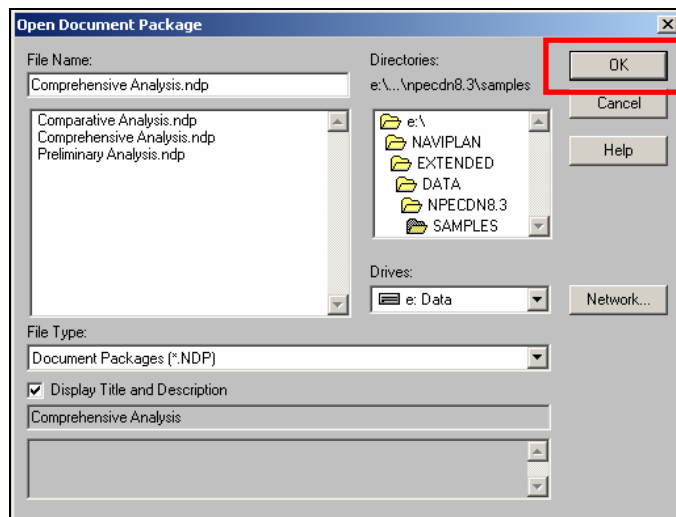 Open Document Package
File Name:
Comprehensive Analysis.ndp
Comparative Analysis.ndp
Comprehensive Analysis.ndp
Preliminary Analysis.ndp
File Type:
Document Packages (*.NDP)
Display Title and Description
Comprehensive Analysis
Directories:
e:\...\npecdn8.3\samples
e:\
NAVIPLAN
EXTENDED
DATA
NPECDN8.3
SAMPLES
Drives:
e: Data
OK
Cancel
Help
Network...